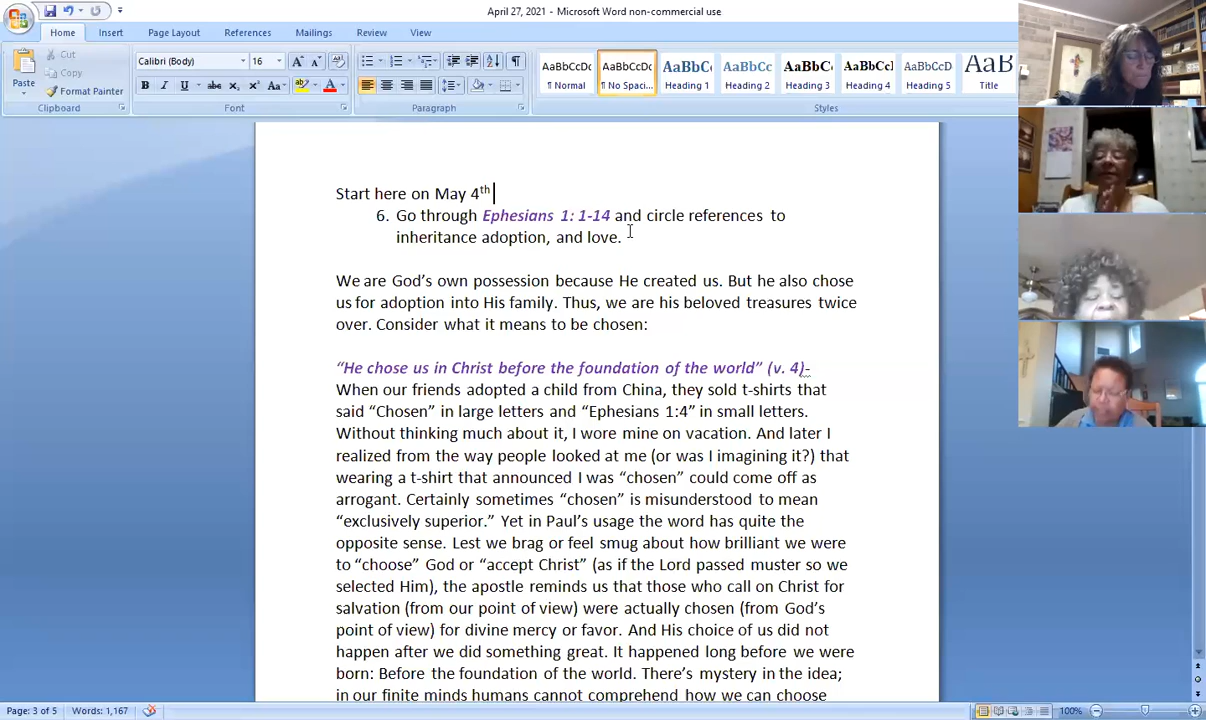 April 27, 2021 - Microsoft Word non-commercial use
Home Insert Page Layout References Mailings Review View
Cut
Copy
Format Painter
Paste
Calibri (Body) 16
AaBbCcDc AaBbCcDc AaBbC AaBbCc AaBbCc AaBbCc AaBbCcD AaB
¶ Normal ¶ No Spaci... Heading 1 Heading 2 Heading 3 Heading 4 Heading 5 Title
Clipboard Font Paragraph Styles
Start here on May 4th
6. Go through Ephesians 1: 1-14 and circle references to
inheritance adoption, and love.
We are God’s own possession because He created us. But he also chose
us for adoption into His family. Thus, we are his beloved treasures twice
over. Consider what it means to be chosen:
“He chose us in Christ before the foundation of the world” (v. 4)-
When our friends adopted a child from China, they sold t-shirts that
said “Chosen” in large letters and “Ephesians 1:4” in small letters.
Without thinking much about it, I wore mine on vacation. And later I
realized from the way people looked at me (or was I imagining it?) that
wearing a t-shirt that announced I was “chosen” could come off as
arrogant. Certainly sometimes “chosen” is misunderstood to mean
“exclusively superior.” Yet in Paul’s usage the word has quite the
opposite sense. Lest we brag or feel smug about how brilliant we were
to “choose” God or “accept Christ” (as if the Lord passed muster so we
selected Him), the apostle reminds us that those who call on Christ for
salvation (from our point of view) were actually chosen (from God’s
point of view) for divine mercy or favor. And His choice of us did not
happen after we did something great. It happened long before we were
born: Before the foundation of the world. There’s mystery in the idea;
in our finite minds humans cannot comprehend how we can choose
Page: 3 of 5 Words: 1,167 100%